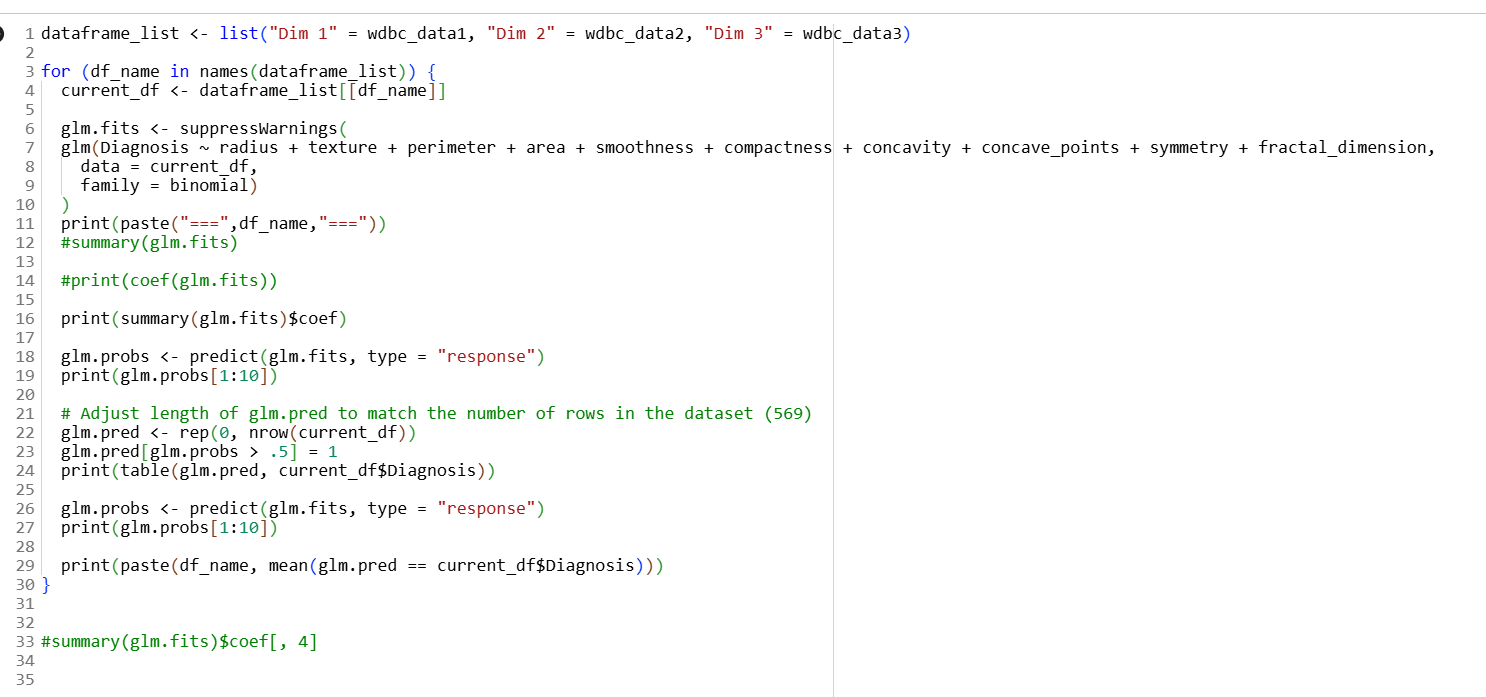 1 dataframe_list <- list("Dim 1" = wdbc_data1, "Dim 2" = wdbc_data2, "Dim 3" = wdbc_data3)
2
3 for (df_name in names(dataframe_list)) {
4   current_df <- dataframe_list[[df_name]]
5
6   glm.fits <- suppressWarnings(
7   glm(Diagnosis ~ radius + texture + perimeter + area + smoothness + compactness + concavity + concave_points + symmetry + fractal_dimension,
8     data = current_df,
9     family = binomial)
10   )
11   print(paste("===",df_name,"==="))
12   #summary(glm.fits)
13
14   #print(coef(glm.fits))
15
16   print(summary(glm.fits)$coef)
17
18   glm.probs <- predict(glm.fits, type = "response")
19   print(glm.probs[1:10])
20
21   # Adjust length of glm.pred to match the number of rows in the dataset (569)
22   glm.pred <- rep(0, nrow(current_df))
23   glm.pred[glm.probs > .5] = 1
24   print(table(glm.pred, current_df$Diagnosis))
25
26   glm.probs <- predict(glm.fits, type = "response")
27   print(glm.probs[1:10])
28
29   print(paste(df_name, mean(glm.pred == current_df$Diagnosis)))
30 }
31
32
33 #summary(glm.fits)$coef[, 4]
34
35